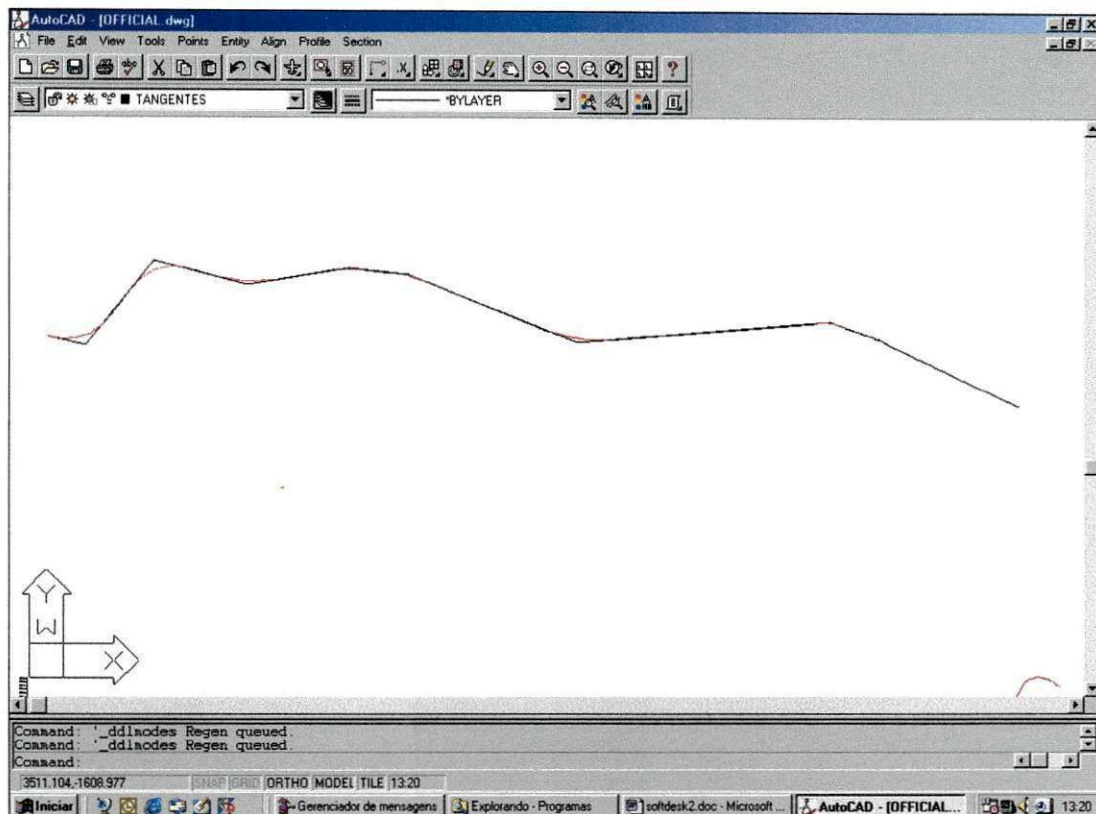 AutoCAD - [OFFICIAL.dwg]
File Edit View Tools Points Entity Align Profile Section
TANGENTES
BYLAYER
Y
W
X
Command: '_ddlmodes Regen queued.
Command: '_ddlmodes Regen queued.
Command:
3511.104,-1608.977 SNAP GRID ORTHO MODEL TILE 13:20
Iniciar Gerenciador de mensagens Explorando - Programas softdesk2.doc - Microsoft ... AutoCAD - [OFFICIAL... 13:20